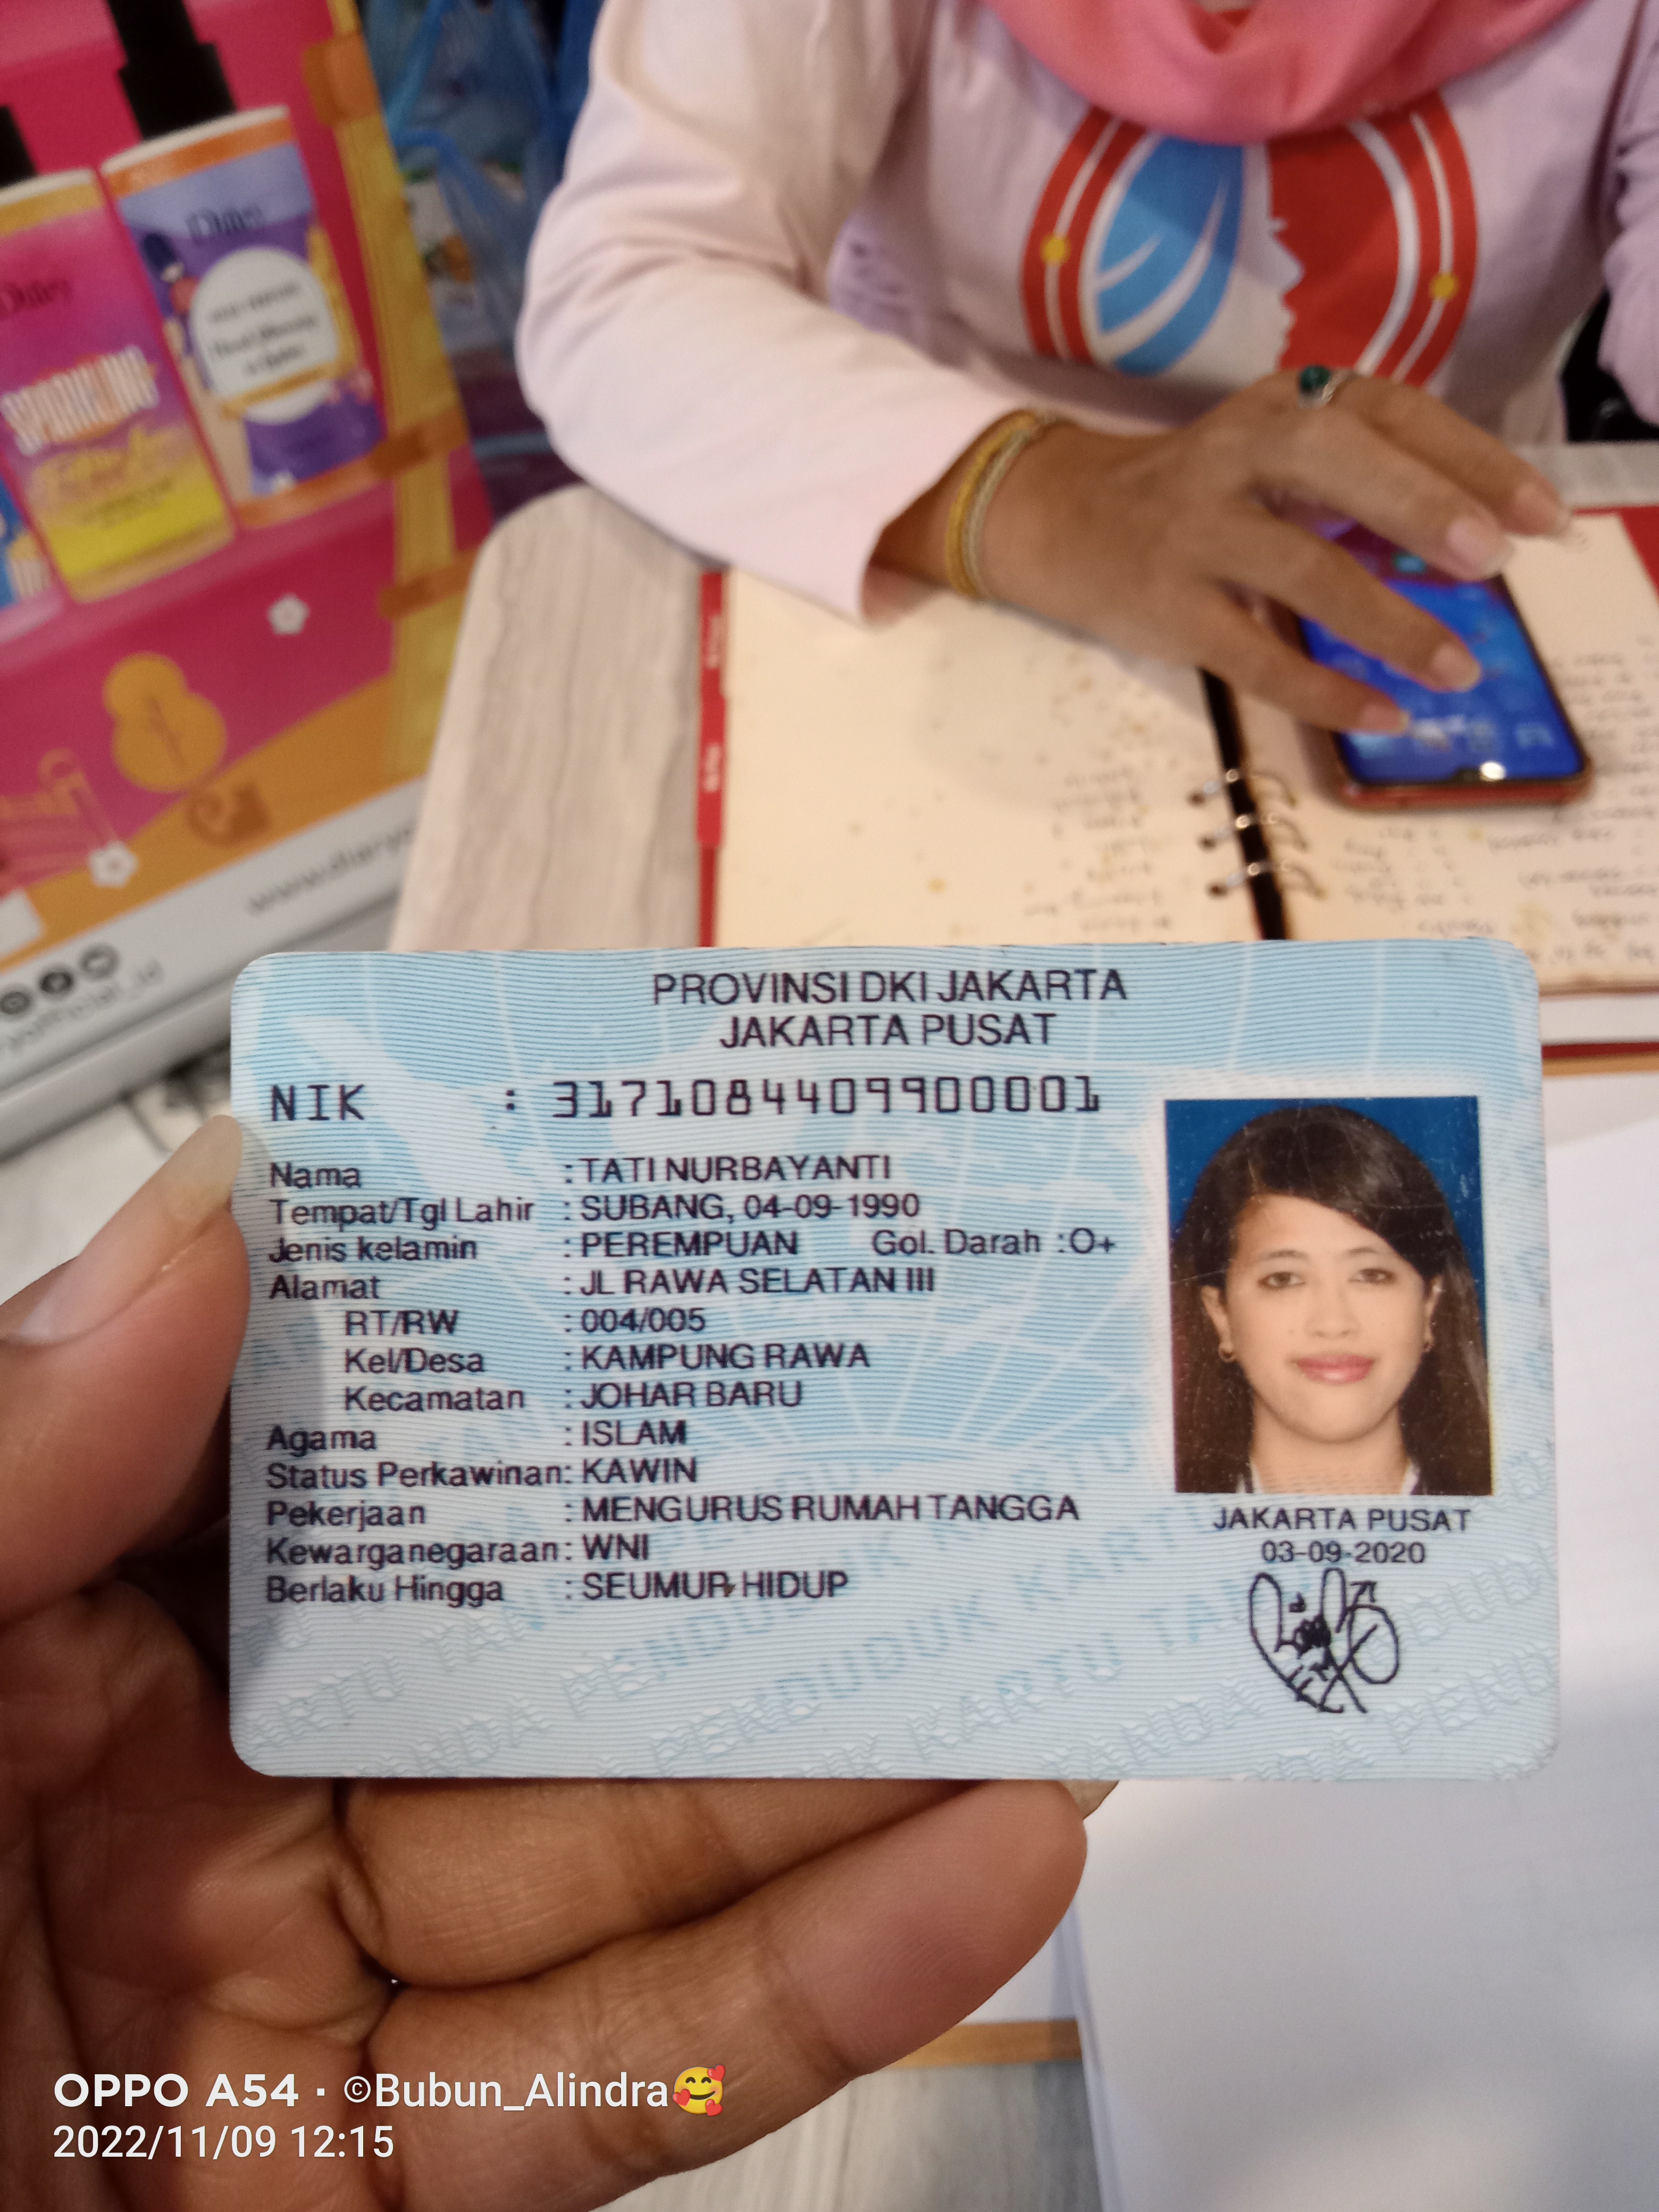 Dary
SPARKLING
PROVINSI DKI JAKARTA
JAKARTA PUSAT
NIK : 3171084409900001
Nama : TATI NURBAYANTI
Tempat/Tgl Lahir : SUBANG, 04-09-1990
Jenis kelamin : PEREMPUAN Gol. Darah : O+
Alamat : JL RAWA SELATAN III
RT/RW : 004/005
Kel/Desa : KAMPUNG RAWA
Kecamatan : JOHAR BARU
Agama : ISLAM
Status Perkawinan : KAWIN
Pekerjaan : MENGURUS RUMAH TANGGA
Kewarganegaraan : WNI
Berlaku Hingga : SEUMUR HIDUP
JAKARTA PUSAT
03-09-2020
OPPO A54 · ©Bubun_Alindra🥰
2022/11/09 12:15